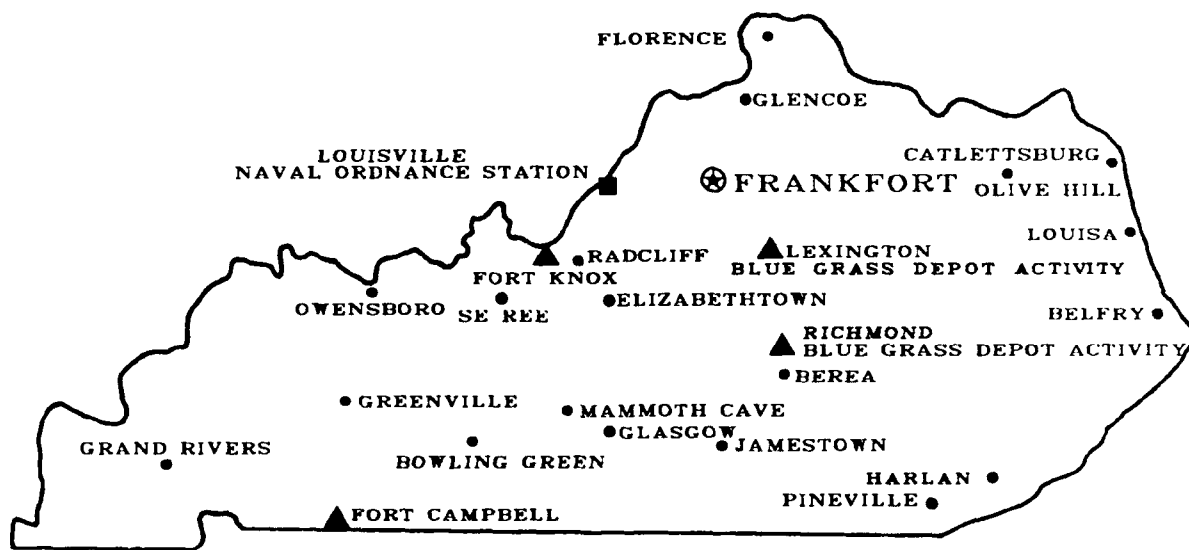 FLORENCE
GLENCOE
LOUISVILLE
NAVAL ORDNANCE STATION
FRANKFORT
CATLETTSBURG
OLIVE HILL
LOUISA
RADCLIFF
FORT KNOX
LEXINGTON
BLUE GRASS DEPOT ACTIVITY
OWENSBORO
SE REE
ELIZABETHTOWN
BELFRY
RICHMOND
BLUE GRASS DEPOT ACTIVITY
BEREA
GREENVILLE
MAMMOTH CAVE
GLASGOW
JAMESTOWN
GRAND RIVERS
BOWLING GREEN
HARLAN
PINEVILLE
FORT CAMPBELL